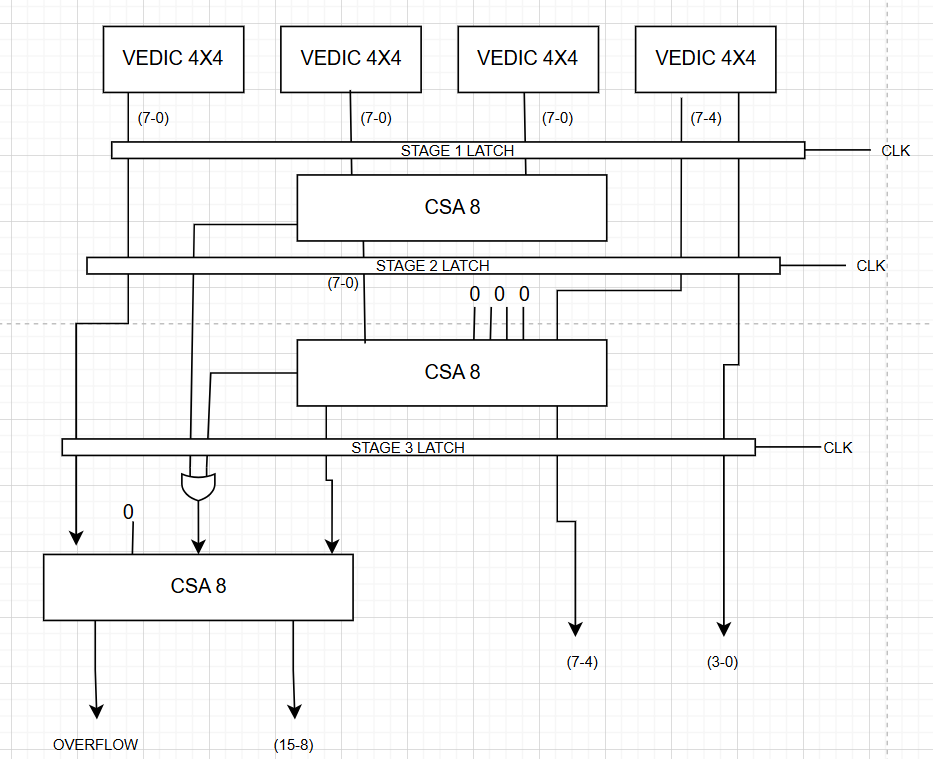 VEDIC 4X4 VEDIC 4X4 VEDIC 4X4 VEDIC 4X4
(7-0) (7-0) (7-0) (7-4)
STAGE 1 LATCH CLK
CSA 8
STAGE 2 LATCH CLK
(7-0)
0 0 0
CSA 8
STAGE 3 LATCH CLK
0
CSA 8
(7-4) (3-0)
OVERFLOW (15-8)